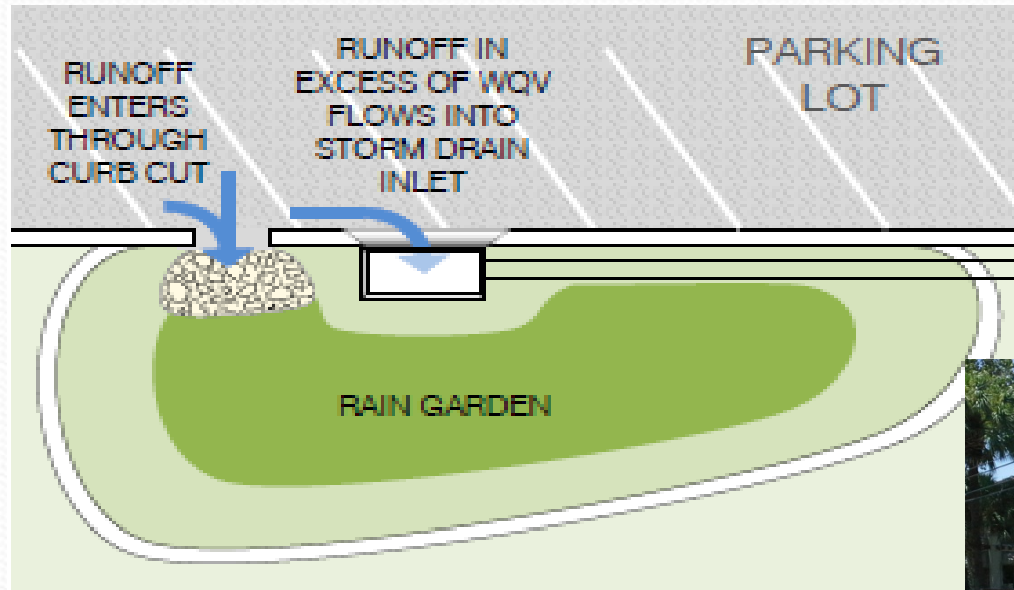 RUNOFF
ENTERS
THROUGH
CURB CUT
RUNOFF IN
EXCESS OF WQV
FLOWS INTO
STORM DRAIN
INLET
PARKING
LOT
RAIN GARDEN